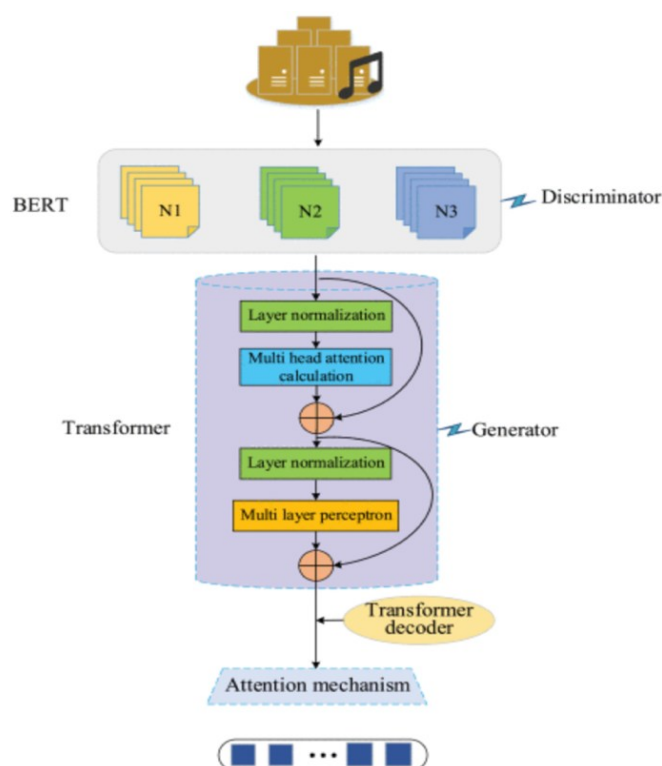 BERT
N1
N2
N3
Discriminator
Layer normalization
Multi head attention
calculation
Transformer
Generator
Layer normalization
Multi layer perceptron
Transformer
decoder
Attention mechanism